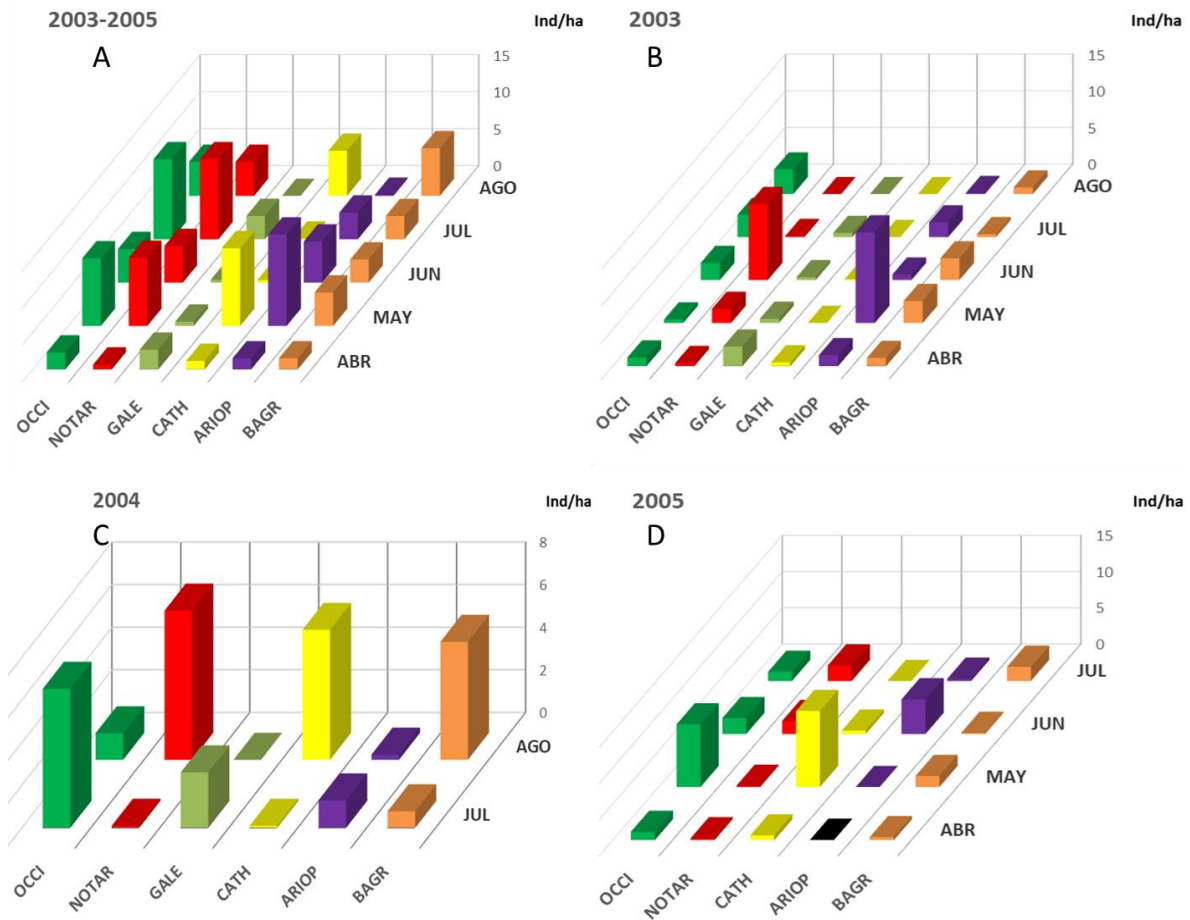 2003-2005
Ind/ha
A
15
10
5
0
AGO
JUL
JUN
MAY
ABR
OCCI
NOTAR
GALE
CATH
ARIOP
BAGR
2003
Ind/ha
B
15
10
5
0
AGO
JUL
JUN
MAY
ABR
OCCI
NOTAR
GALE
CATH
ARIOP
BAGR
2004
Ind/ha
C
8
6
4
2
0
AGO
JUL
OCCI
NOTAR
GALE
CATH
ARIOP
BAGR
2005
Ind/ha
D
15
10
5
0
JUL
JUN
MAY
ABR
OCCI
NOTAR
CATH
ARIOP
BAGR